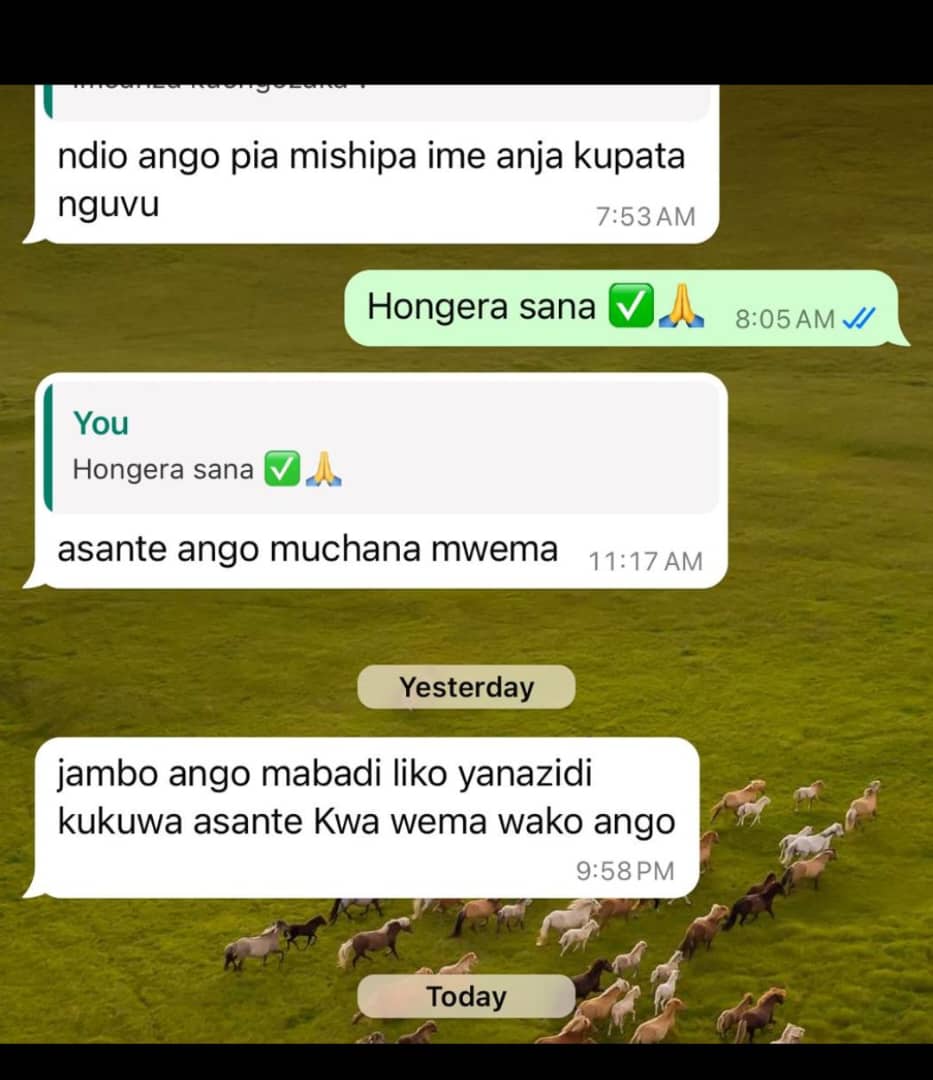 ndio ango pia mishipa ime anja kupata
nguvu
7:53 AM
Hongera sana ✅🙏 8:05 AM
You
Hongera sana ✅🙏
asante ango muchana mwema 11:17 AM
Yesterday
jambo ango mabadi liko yanazidi
kukuwa asante Kwa wema wako ango
9:58 PM
Today